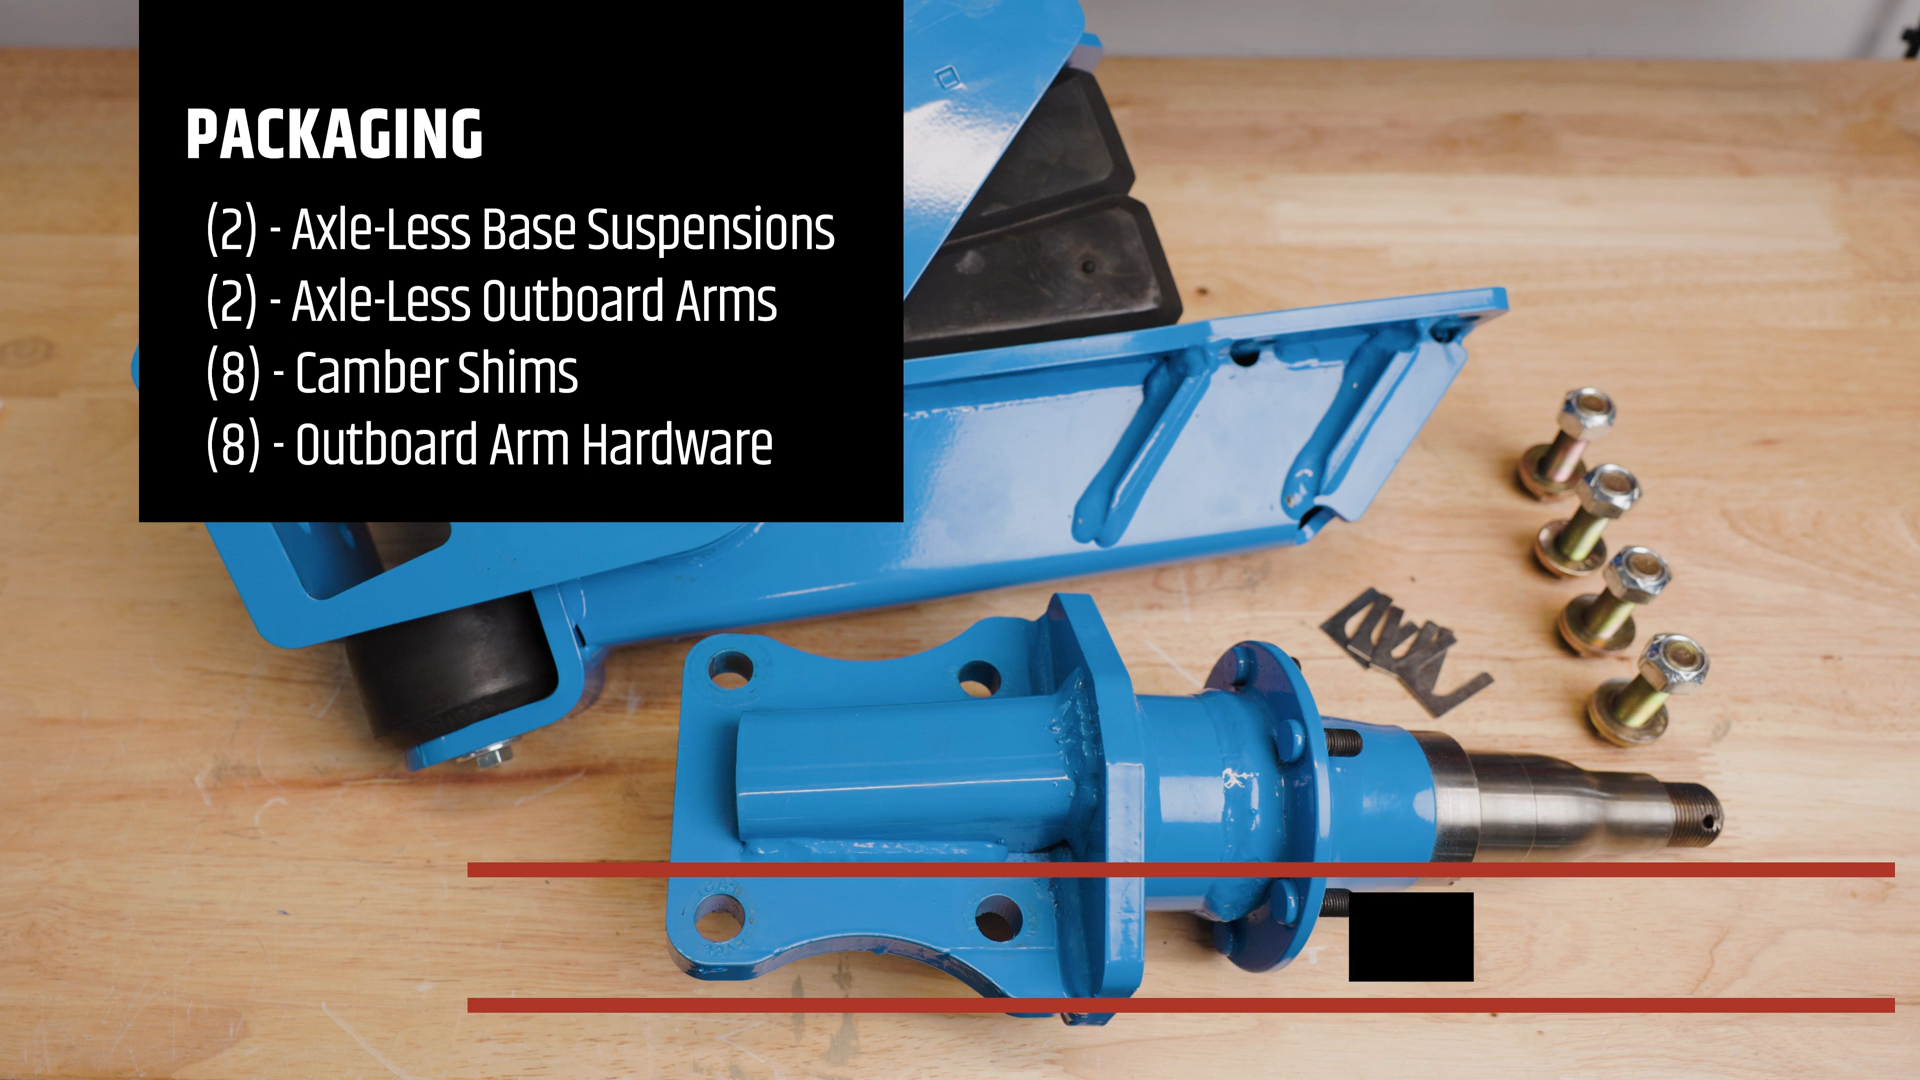 PACKAGING
(2) - Axle-Less Base Suspensions
(2) - Axle-Less Outboard Arms
(8) - Camber Shims
(8) - Outboard Arm Hardware